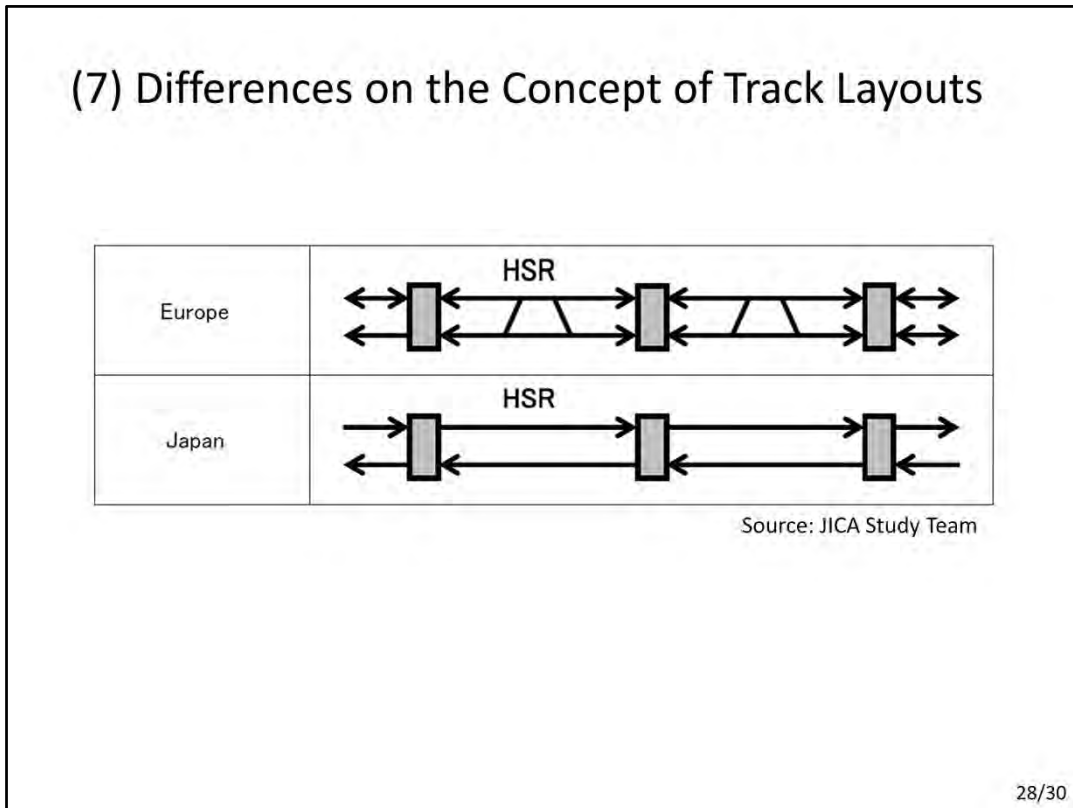 (7) Differences on the Concept of Track Layouts
Europe
HSR
Japan
HSR
Source: JICA Study Team
28/30